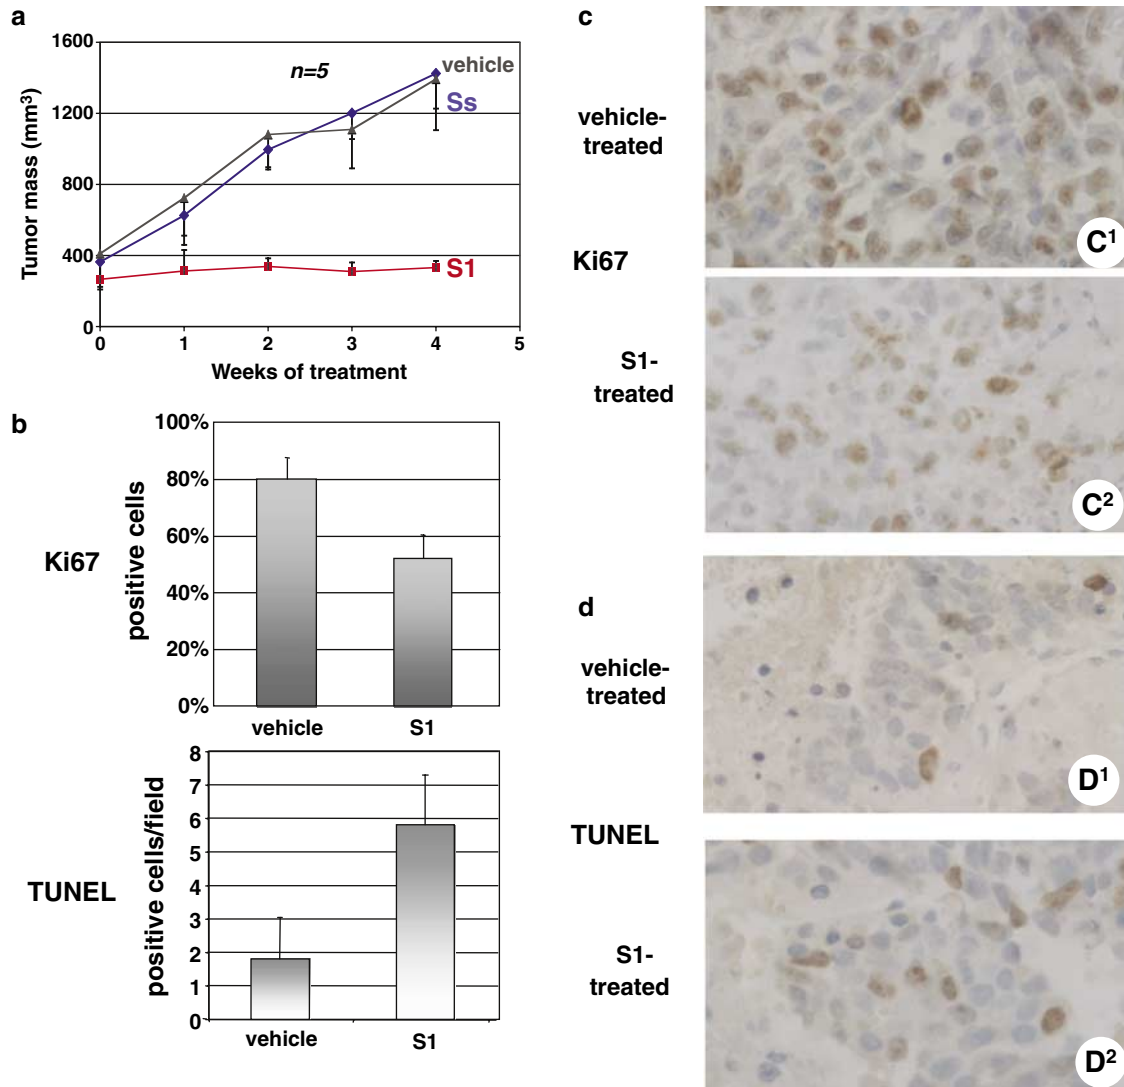 a
1600
1200
800
400
0
Tumor mass (mm³)
n=5
vehicle
Ss
S1
0 1 2 3 4 5
Weeks of treatment
b
Ki67
positive cells
100%
80%
60%
40%
20%
0%
vehicle S1
TUNEL
positive cells/field
8
7
6
5
4
3
2
1
0
vehicle S1
c
vehicle-
treated
C¹
Ki67
S1-
treated
C²
d
vehicle-
treated
D¹
TUNEL
S1-
treated
D²